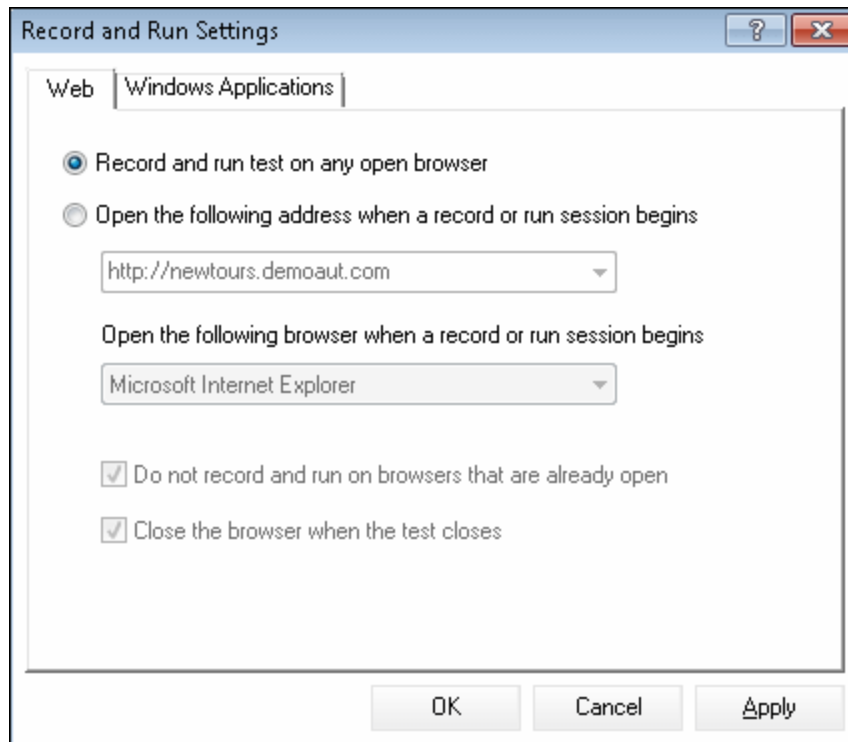 Record and Run Settings
?
Web
Windows Applications
Record and run test on any open browser
Open the following address when a record or run session begins
http://newtours.demoaut.com
Open the following browser when a record or run session begins
Microsoft Internet Explorer
Do not record and run on browsers that are already open
Close the browser when the test closes
OK
Cancel
Apply